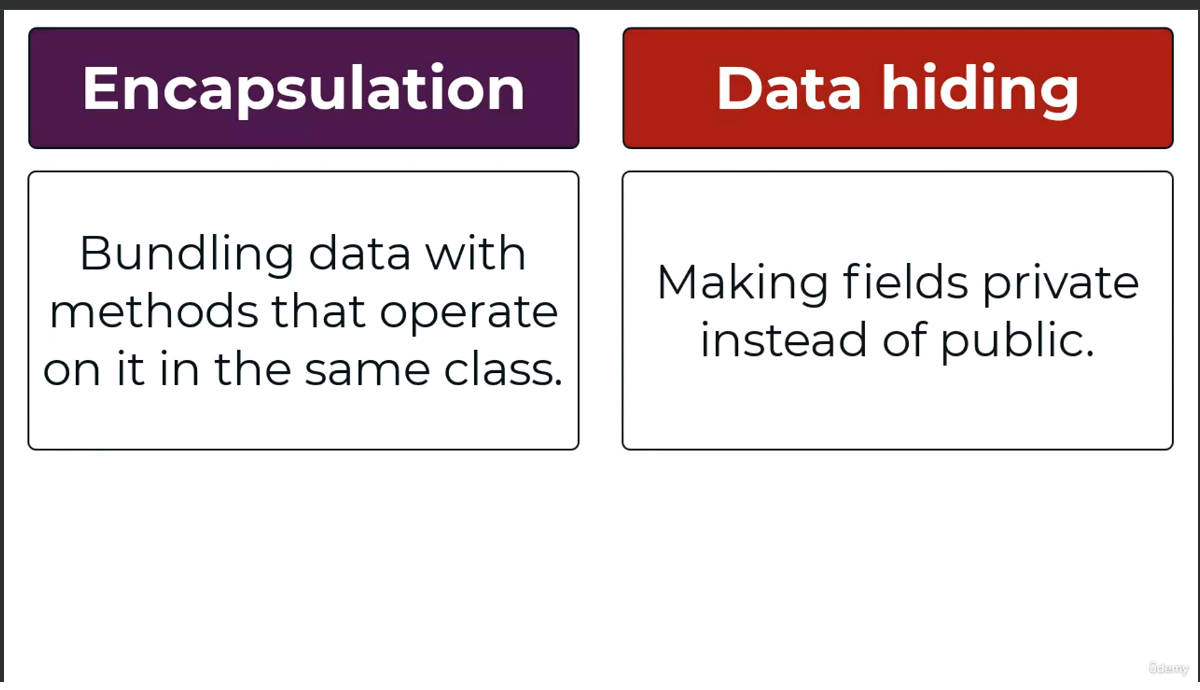 Encapsulation
Data hiding
Bundling data with
methods that operate
on it in the same class.
Making fields private
instead of public.
ûdemy